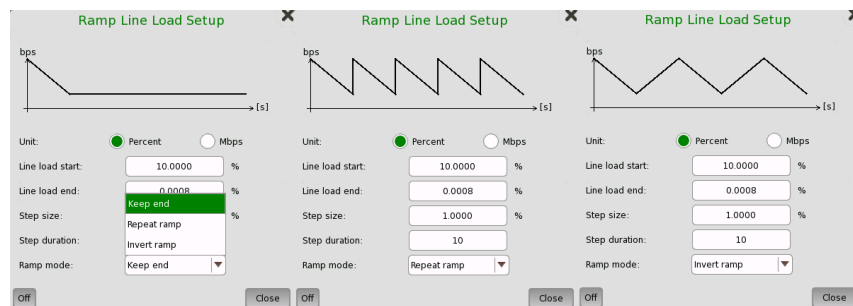 Ramp Line Load Setup
bps
[s]
Unit:
Percent
Mbps
Line load start:
10.0000
%
Line load end:
0.0008
Keep end
Step size:
%
Repeat ramp
Step duration:
Invert ramp
Ramp mode:
Keep end
Off
Close
Ramp Line Load Setup
bps
[s]
Unit:
Percent
Mbps
Line load start:
10.0000
%
Line load end:
0.0008
%
Step size:
1.0000
%
Step duration:
10
Ramp mode:
Repeat ramp
Off
Close
Ramp Line Load Setup
bps
[s]
Unit:
Percent
Mbps
Line load start:
10.0000
%
Line load end:
0.0008
%
Step size:
1.0000
%
Step duration:
10
Ramp mode:
Invert ramp
Off
Close